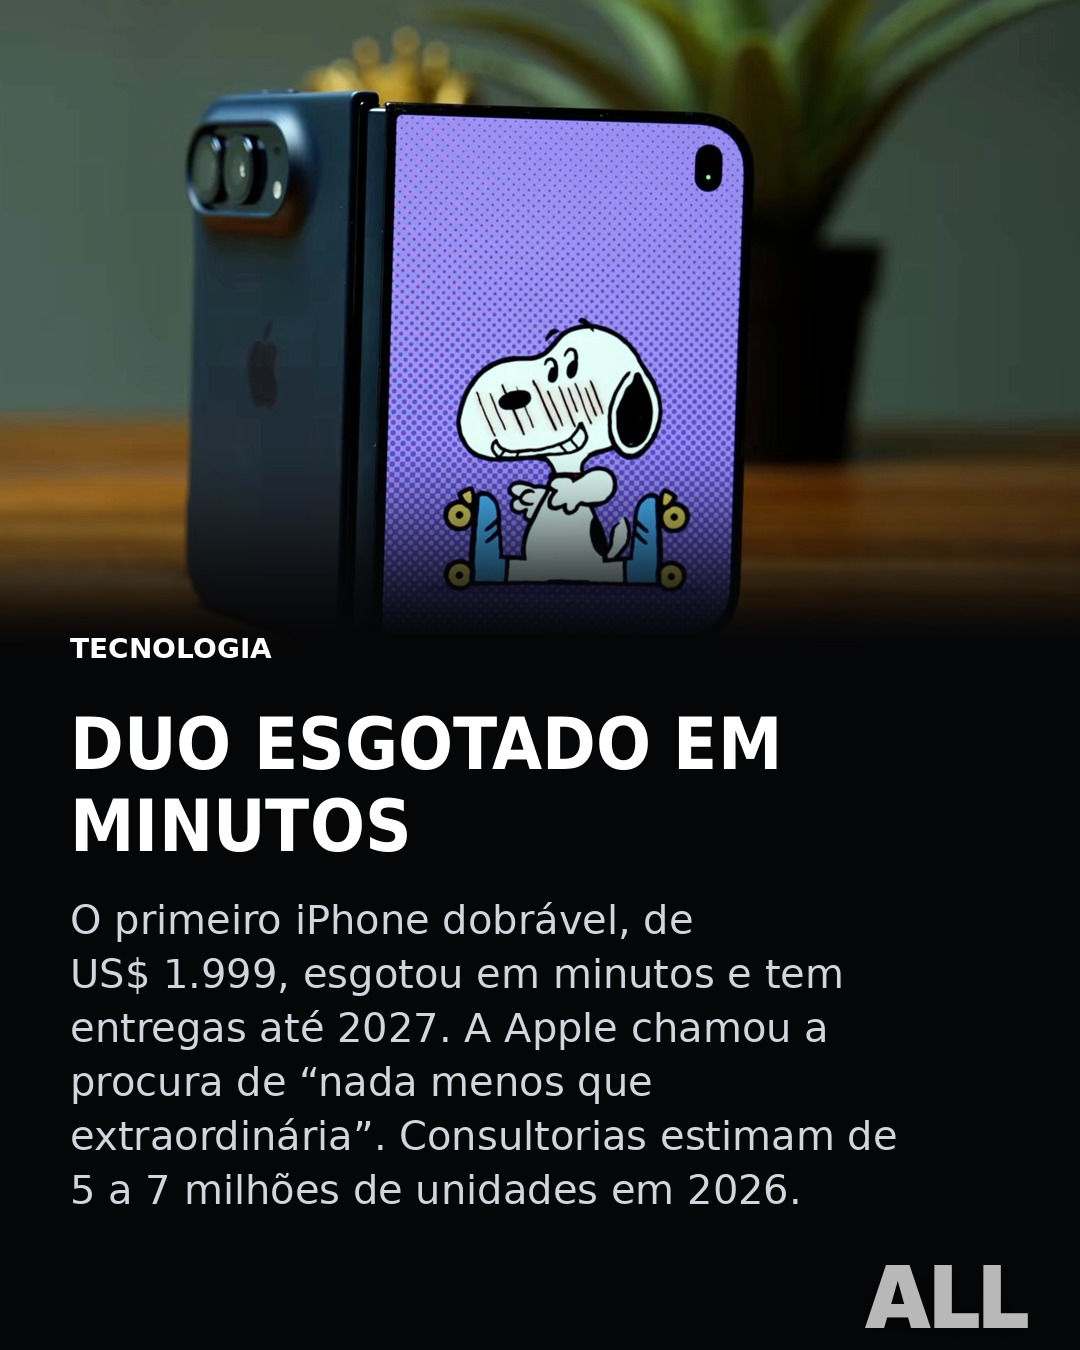 TECNOLOGIA
DUO ESGOTADO EM
MINUTOS
O primeiro iPhone dobrável, de
US$ 1.999, esgotou em minutos e tem
entregas até 2027. A Apple chamou a
procura de “nada menos que
extraordinária”. Consultorias estimam de
5 a 7 milhões de unidades em 2026.
ALL